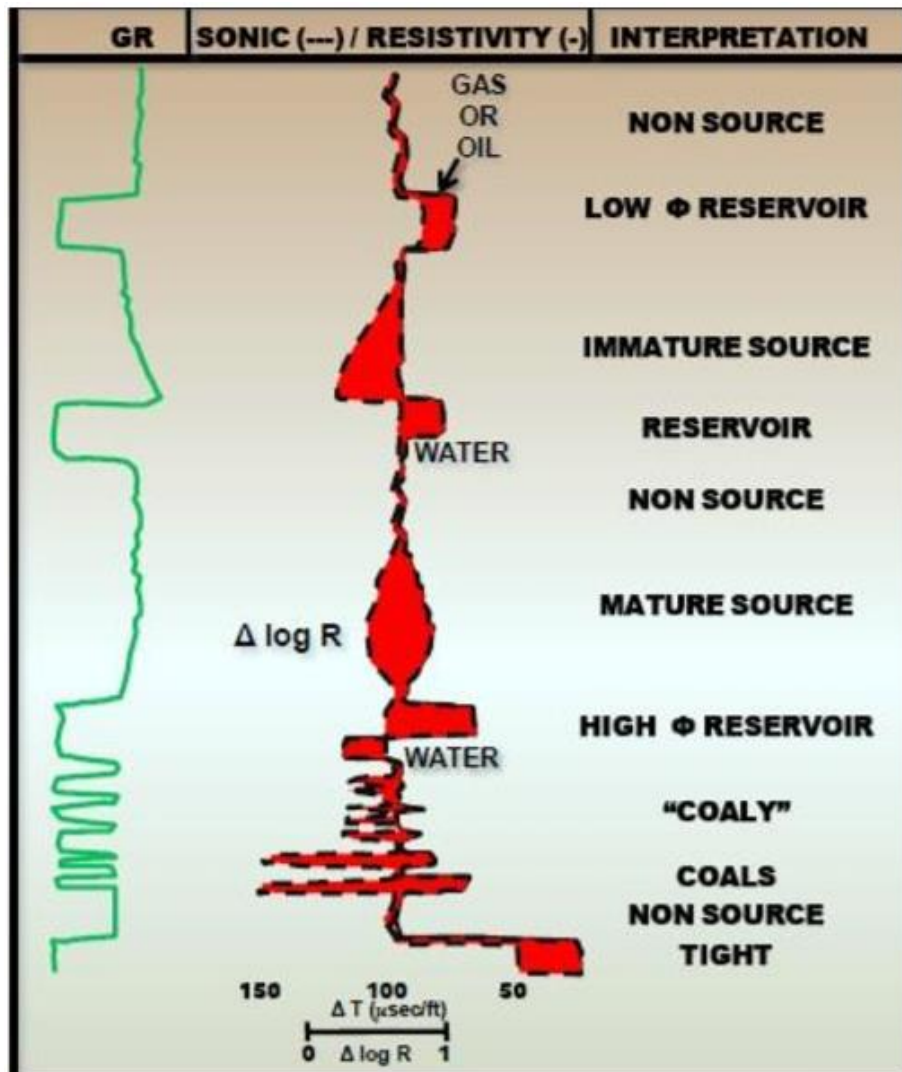 GR SONIC (---) / RESISTIVITY (-) INTERPRETATION
GAS
OR
OIL
NON SOURCE
LOW Φ RESERVOIR
IMMATURE SOURCE
RESERVOIR
WATER
NON SOURCE
MATURE SOURCE
Δ log R
HIGH Φ RESERVOIR
WATER
“COALY”
COALS
NON SOURCE
TIGHT
150 100 50
Δ T (μsec/ft)
0 Δ log R 1